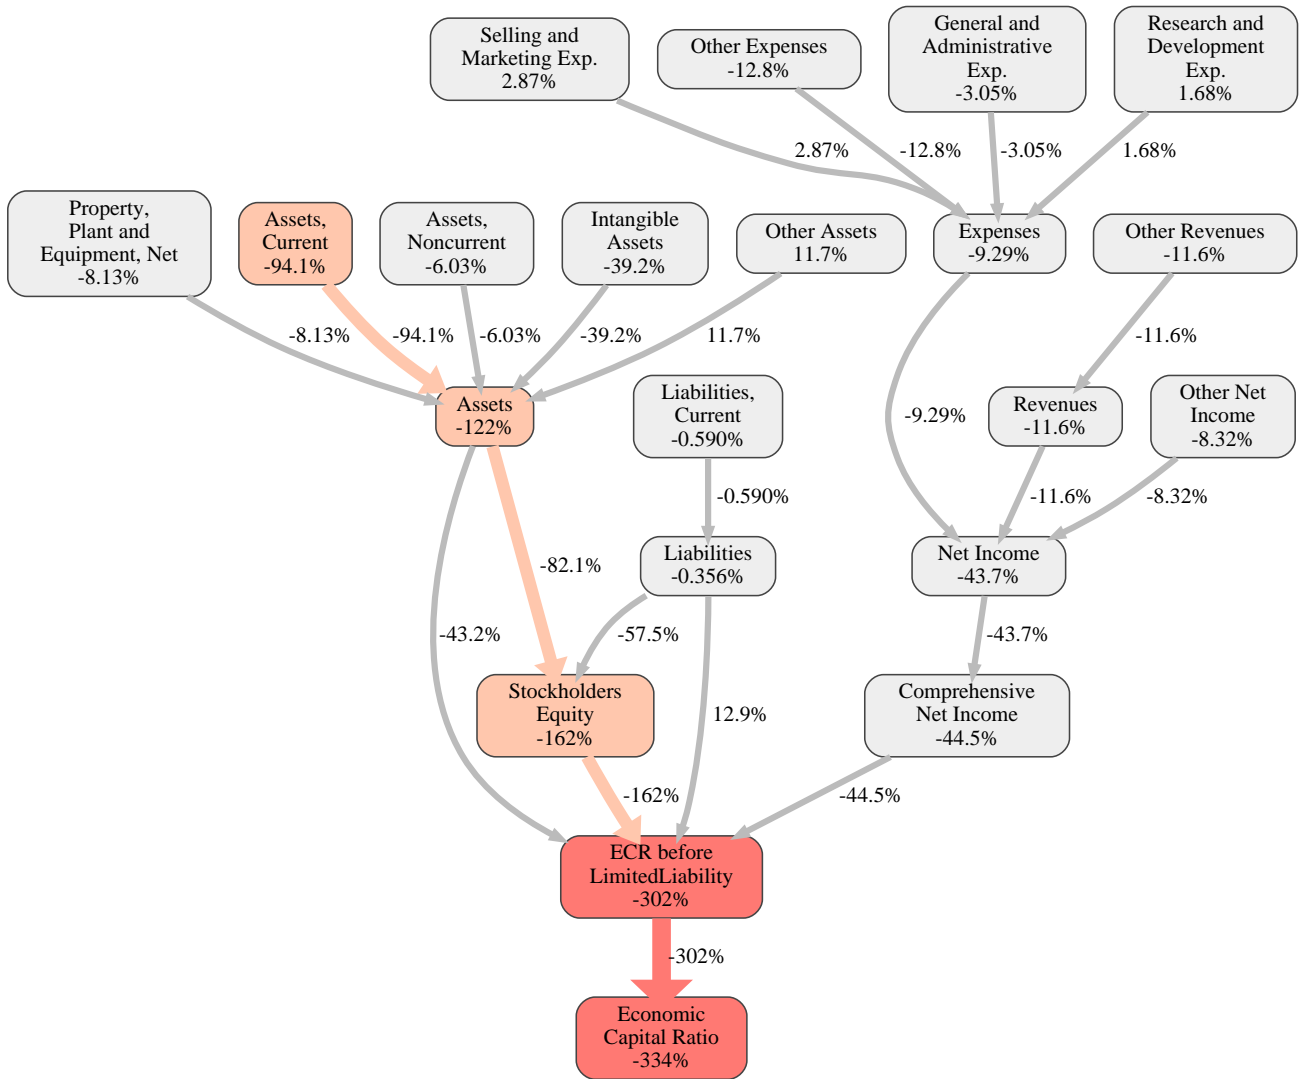 Selling and
Marketing Exp.
2.87%
Other Expenses
-12.8%
General and
Administrative
Exp.
-3.05%
Research and
Development
Exp.
1.68%
2.87%
-12.8%
-3.05%
1.68%
Property,
Plant and
Equipment, Net
-8.13%
Assets,
Current
-94.1%
Assets,
Noncurrent
-6.03%
Intangible
Assets
-39.2%
Other Assets
11.7%
Expenses
-9.29%
Other Revenues
-11.6%
-8.13%
-94.1%
-6.03%
-39.2%
11.7%
-11.6%
Assets
-122%
Liabilities,
Current
-0.590%
-9.29%
Revenues
-11.6%
Other Net
Income
-8.32%
-0.590%
-11.6%
-8.32%
-82.1%
Liabilities
-0.356%
Net Income
-43.7%
-43.2%
-57.5%
-43.7%
Stockholders
Equity
-162%
12.9%
Comprehensive
Net Income
-44.5%
-162%
-44.5%
ECR before
LimitedLiability
-302%
-302%
Economic
Capital Ratio
-334%